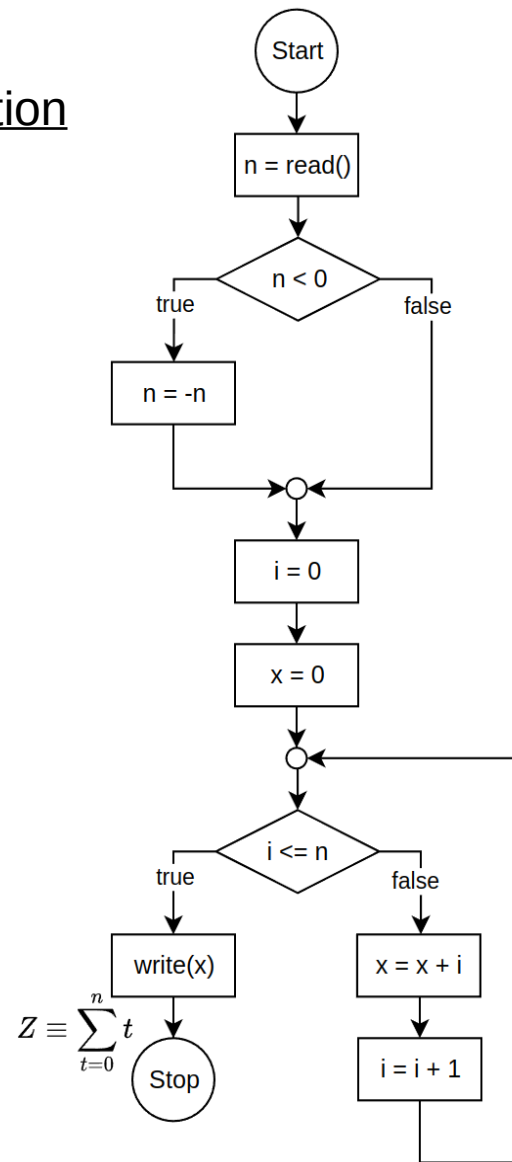 Start
tion
n = read()
n < 0
true
false
n = -n
i = 0
x = 0
i <= n
true
false
write(x)
x = x + i
Z ≡ ∑_{t=0}^{n} t
i = i + 1
Stop